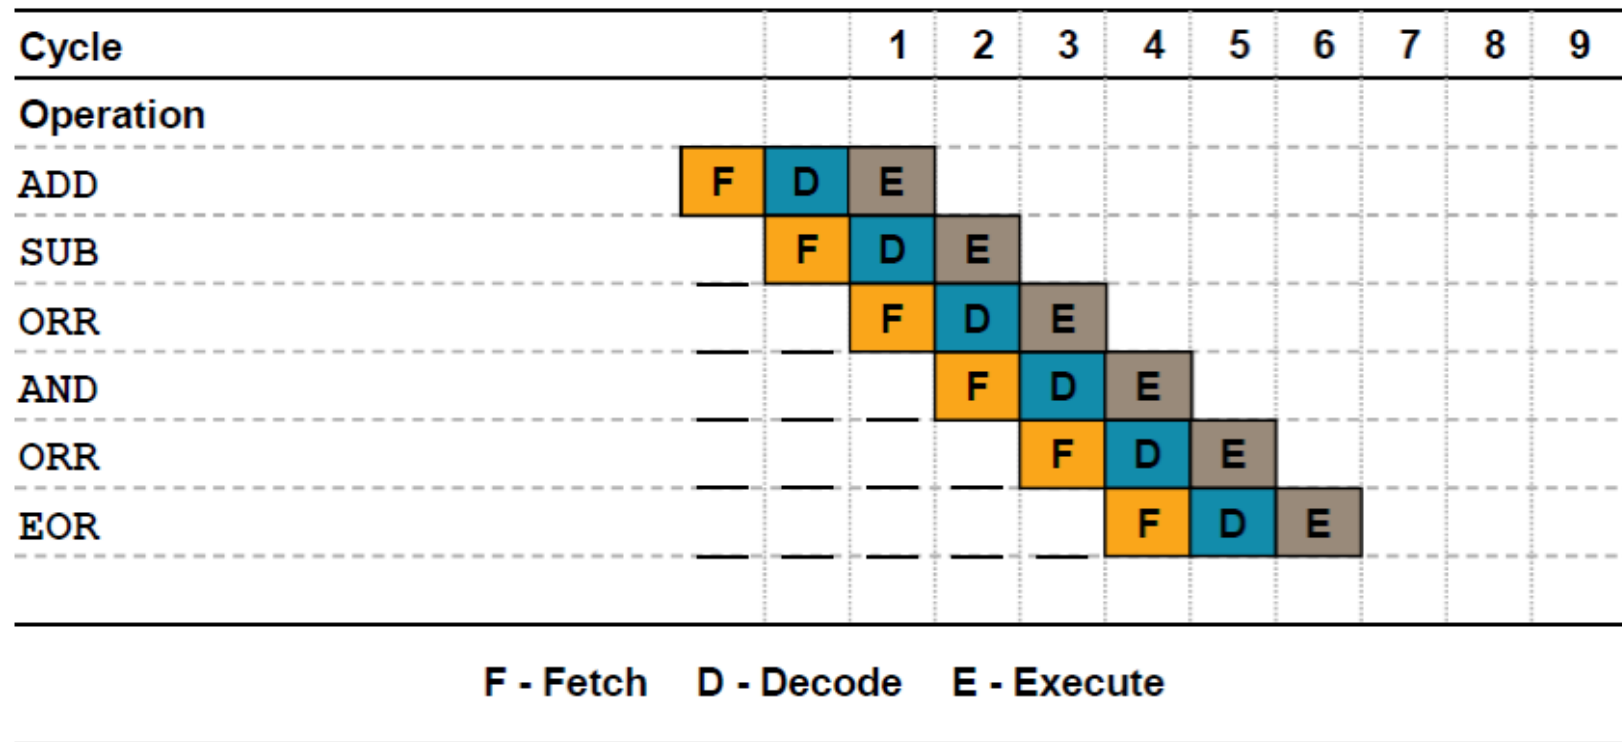 Cycle 1 2 3 4 5 6 7 8 9
Operation
ADD F D E
SUB F D E
ORR F D E
AND F D E
ORR F D E
EOR F D E
F - Fetch D - Decode E - Execute